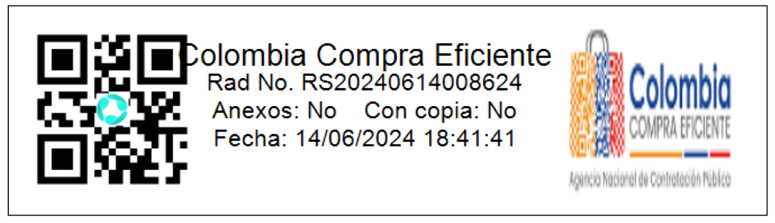 Colombia Compra Eficiente
Rad No. RS20240614008624
Anexos: No Con copia: No
Fecha: 14/06/2024 18:41:41
Colombia
COMPRA EFICIENTE
Agencia Nacional de Contratación Pública